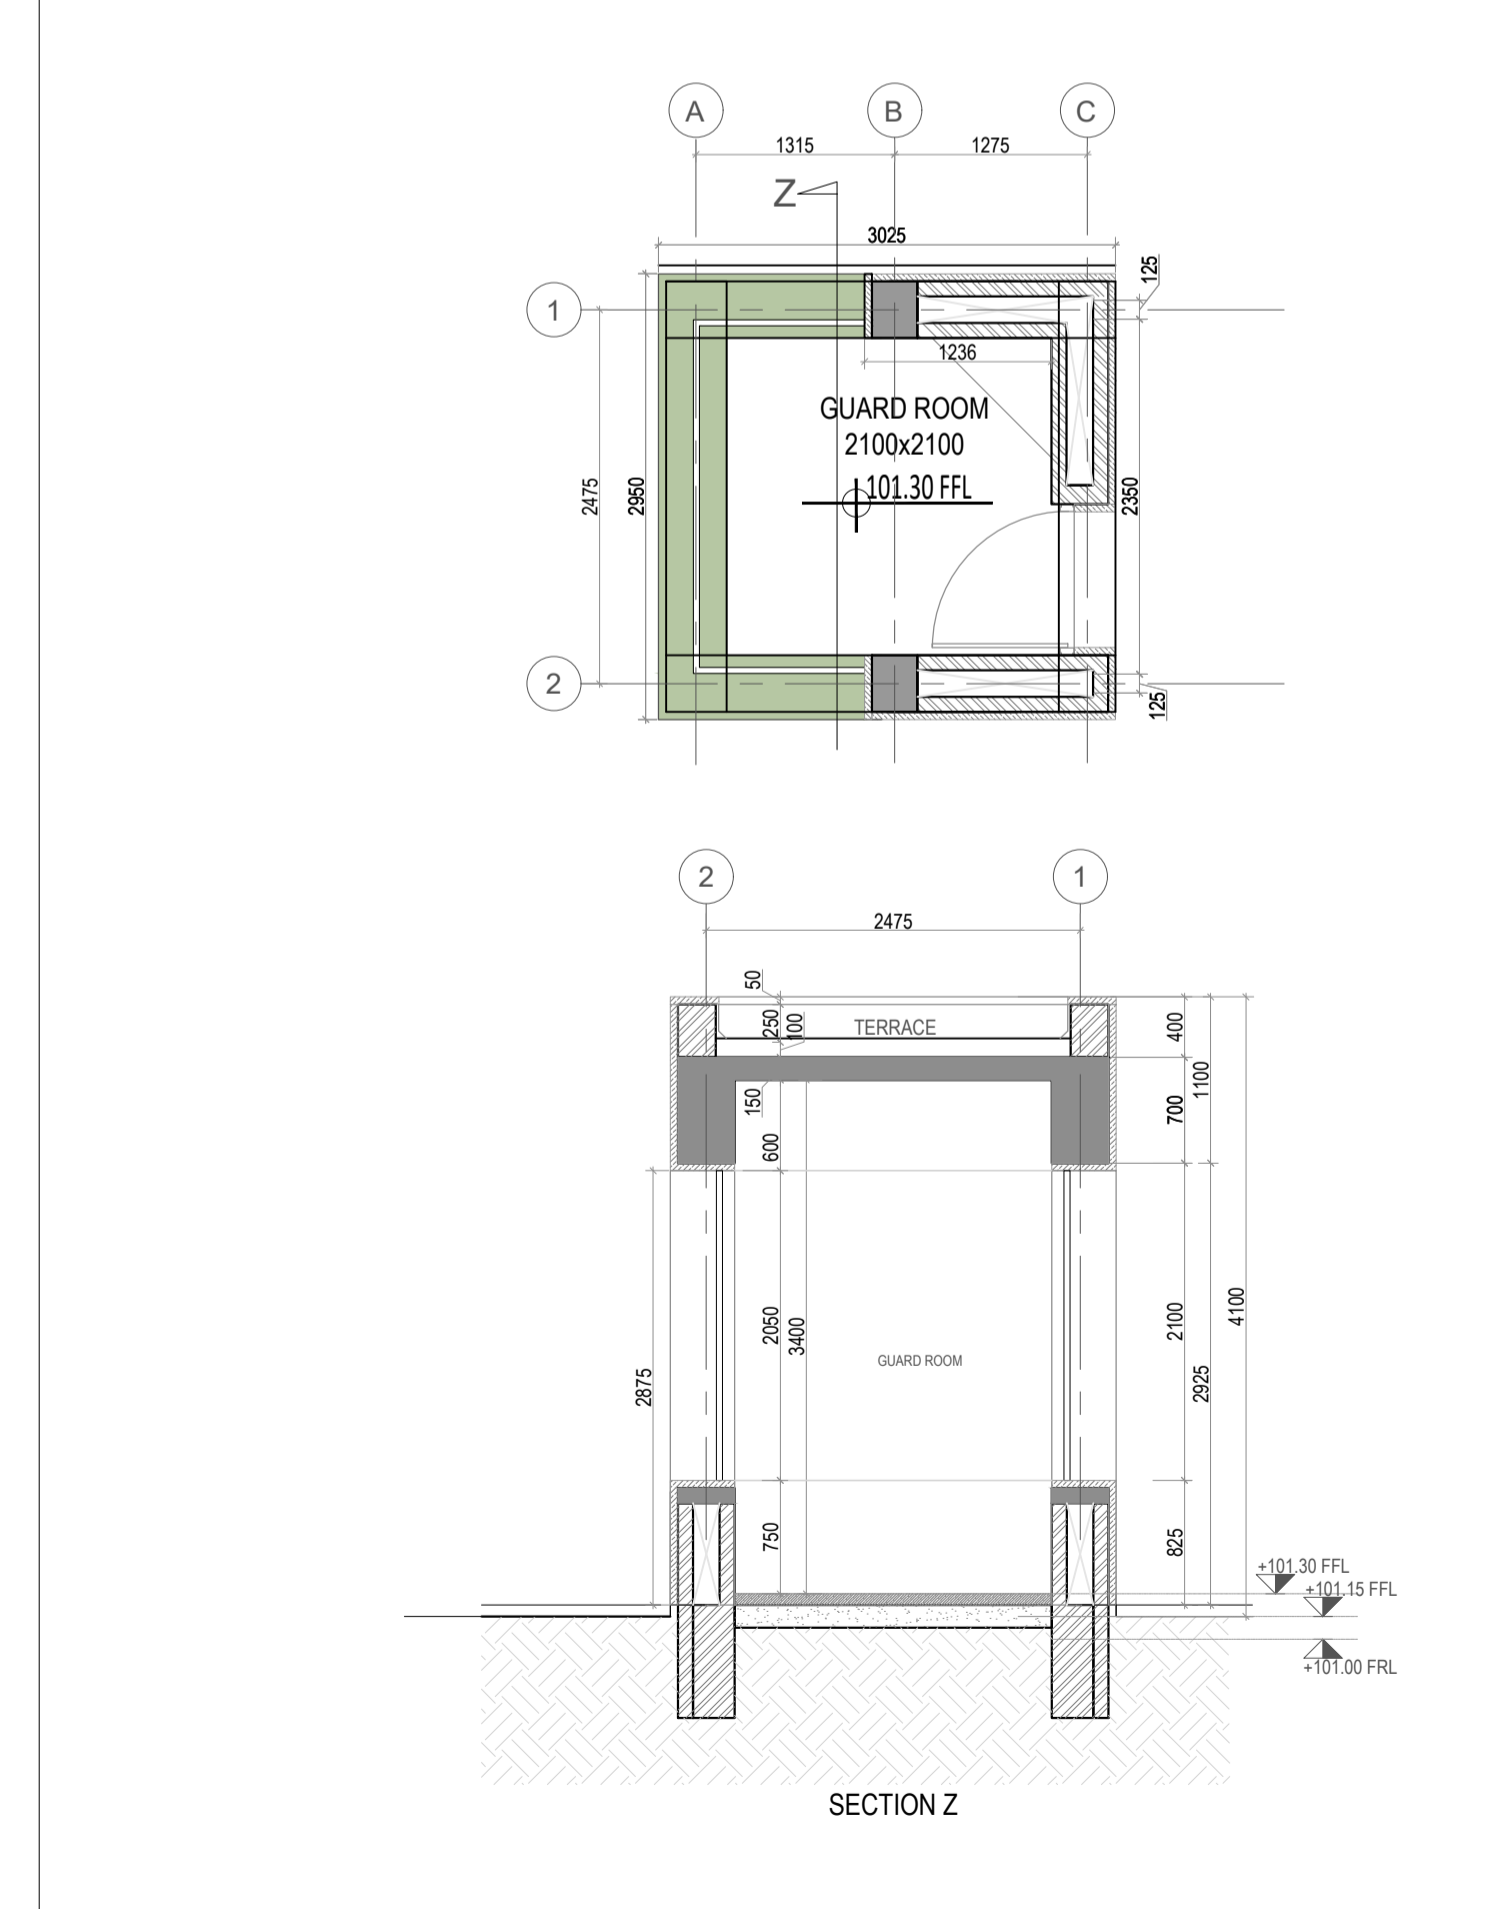 A B C
1315 1275
Z
3025
125
1
1236
GUARD ROOM
2100x2100
101.30 FFL
2475 2950 2350
2
125
2 1
2475
50
250 100 TERRACE 400
1100
150 700
600
2050 3400 2100 4100
GUARD ROOM
2875 2925
750 825
+101.30 FFL
+101.15 FFL
+101.00 FRL
SECTION Z